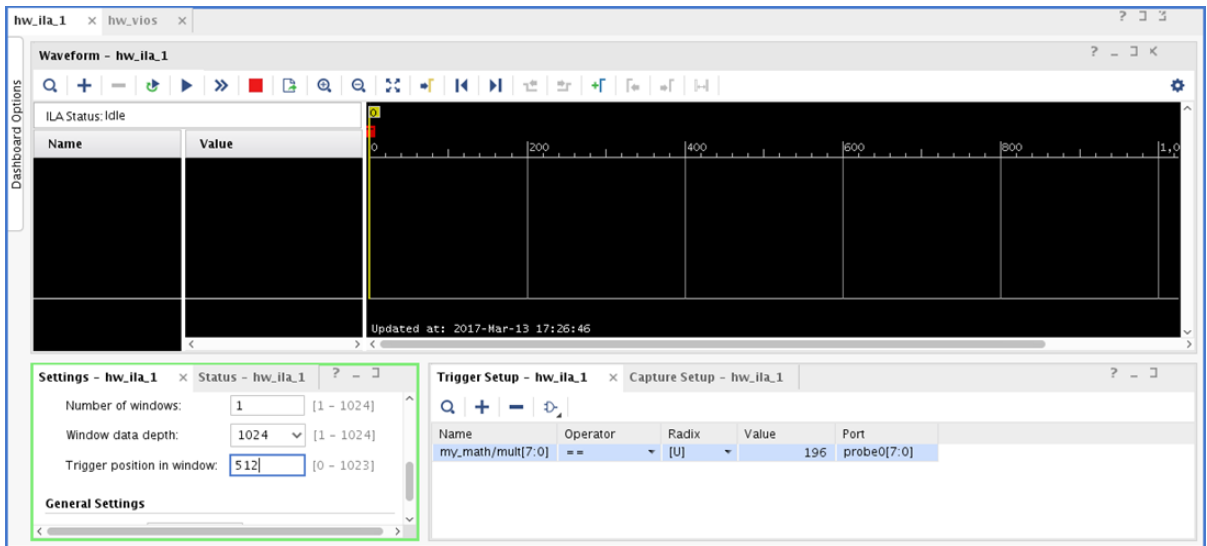 hw_ila_1 × hw_vios ×
Dashboard Options
Waveform - hw_ila_1
ILA Status: Idle
Name Value
0
0 200 400 600 800 1,0
Updated at: 2017-Mar-13 17:26:46
Settings - hw_ila_1 × Status - hw_ila_1
Number of windows: 1 [1 - 1024]
Window data depth: 1024 [1 - 1024]
Trigger position in window: 512 [0 - 1023]
General Settings
Trigger Setup - hw_ila_1 × Capture Setup - hw_ila_1
Name Operator Radix Value Port
my_math/mult[7:0] == [U] 196 probe0[7:0]